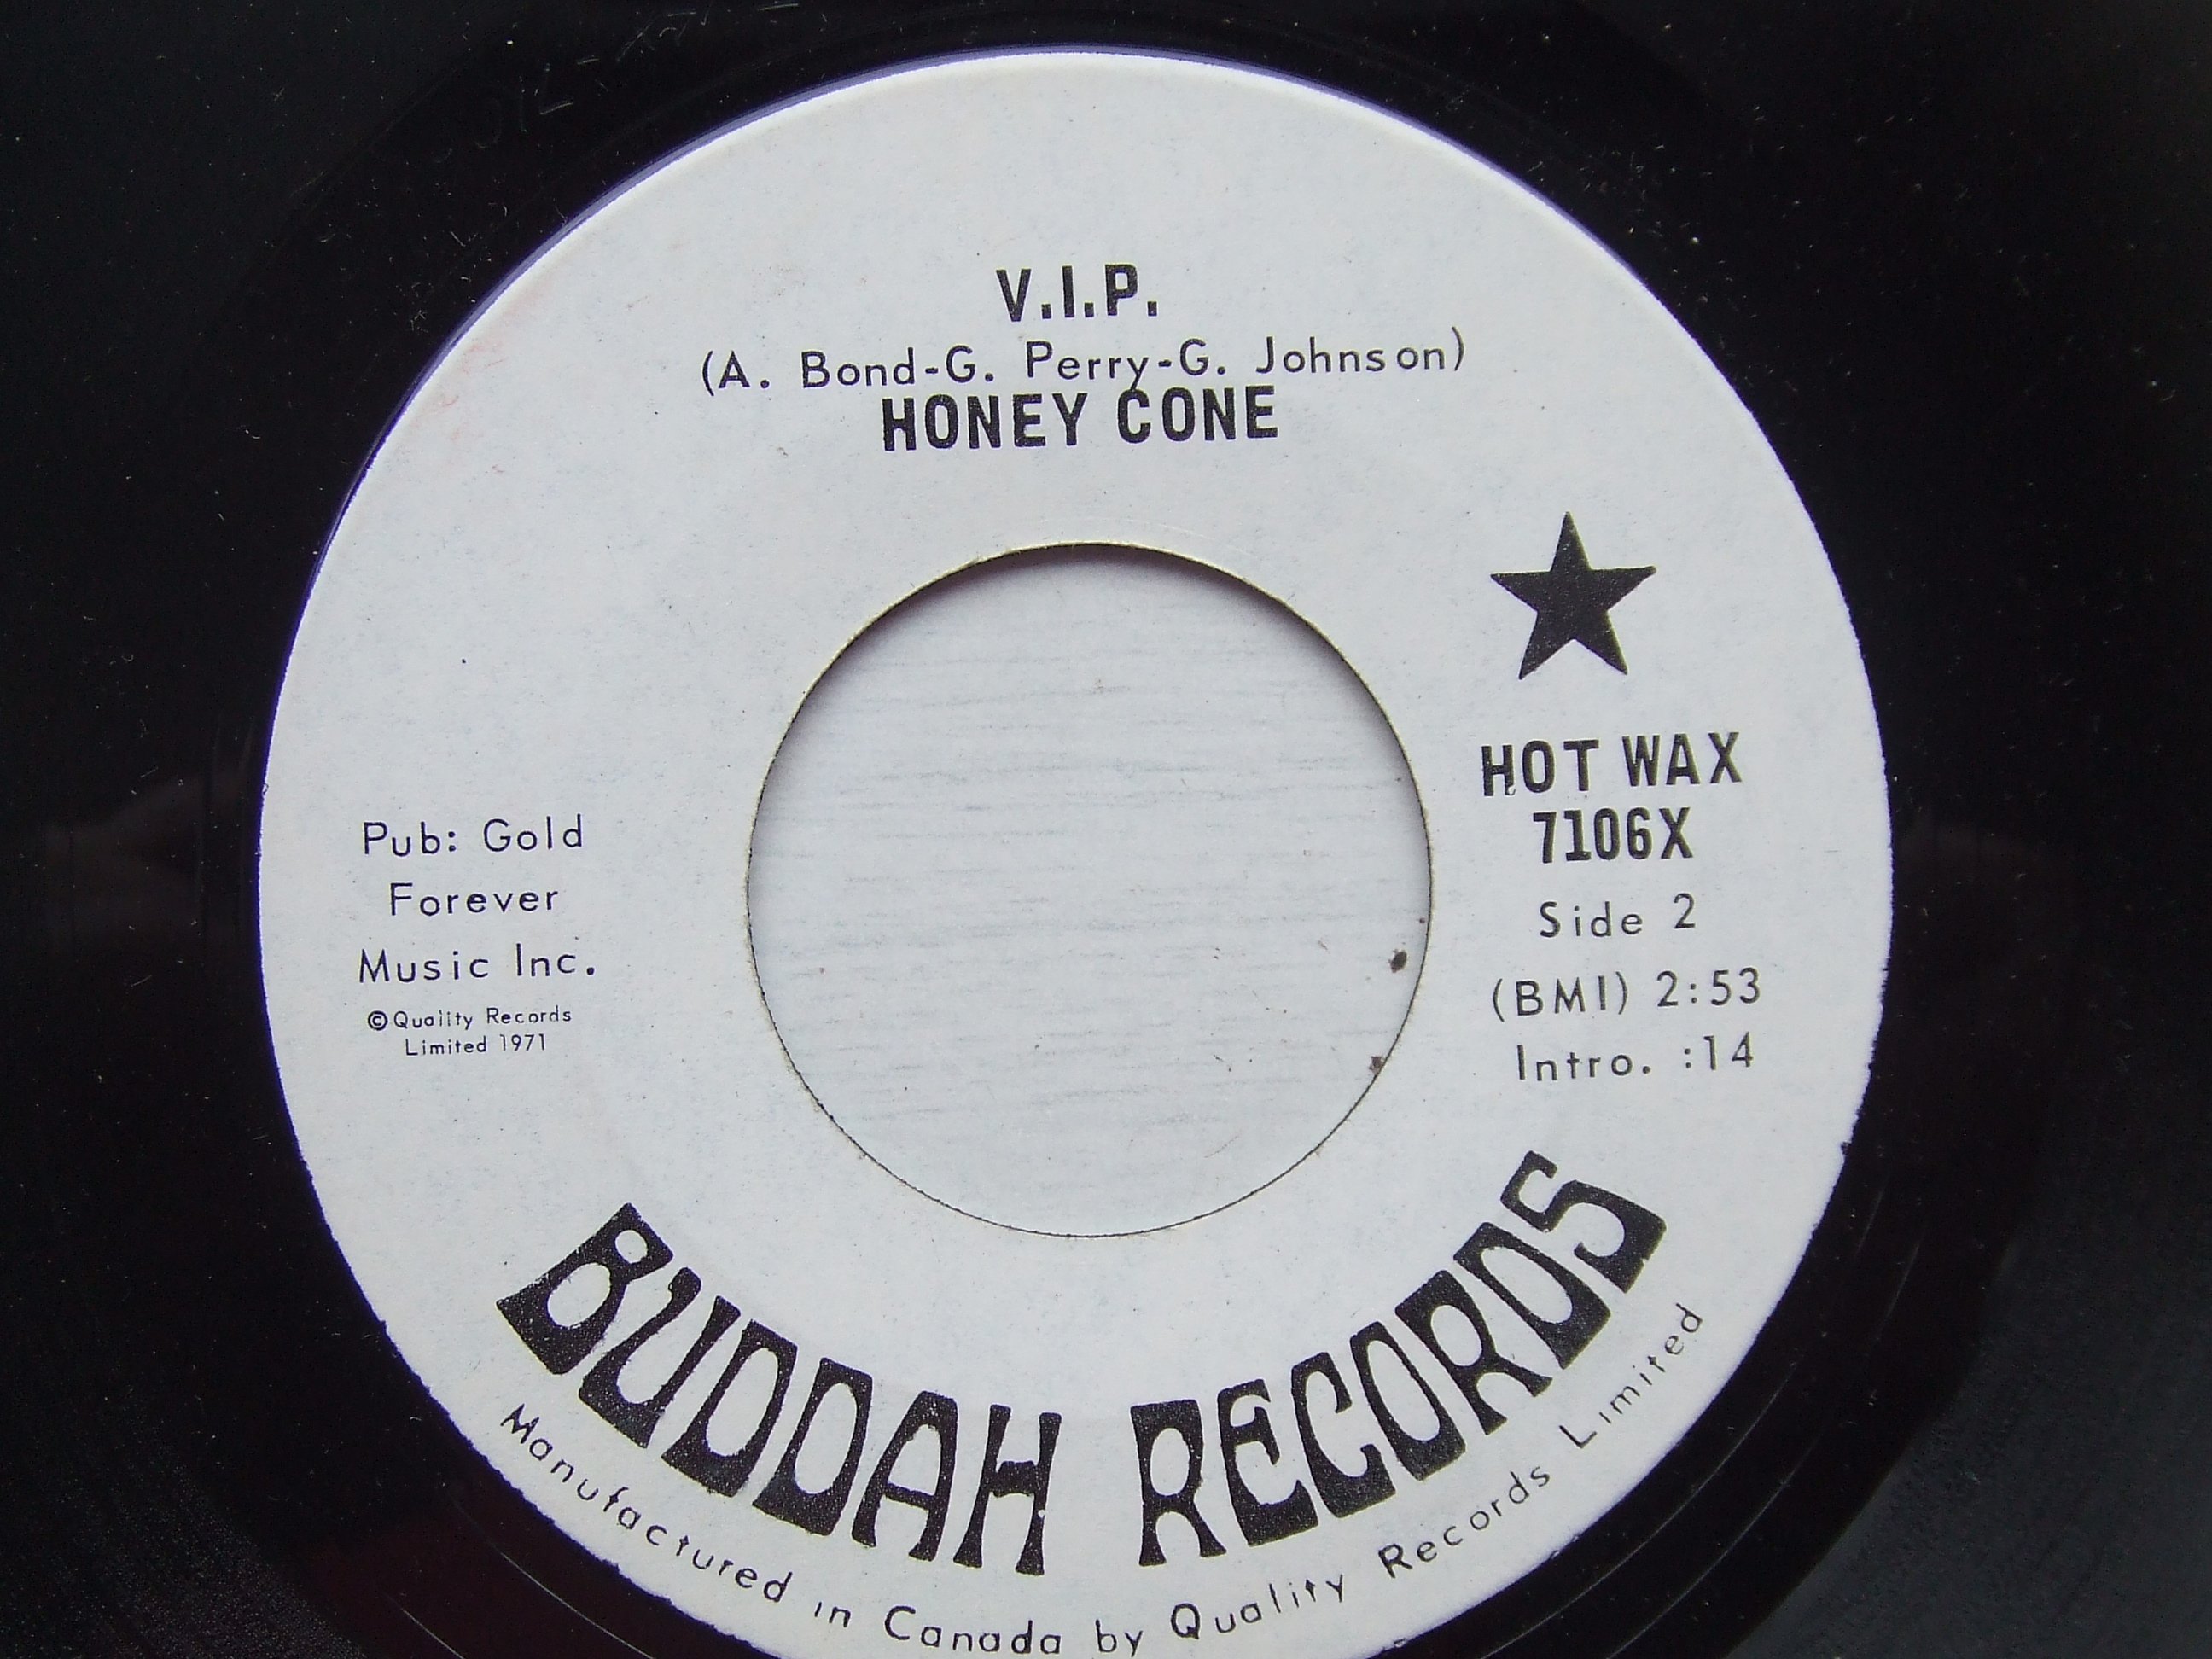 V.I.P.
(A. Bond-G. Perry-G. Johnson)
HONEY CONE
HOT WAX
7106X
Side 2
(BMI) 2:53
Intro. :14
Pub: Gold
Forever
Music Inc.
©Quality Records
Limited 1971
BUDDAH RECORDS
Manufactured in Canada by Quality Records Limited